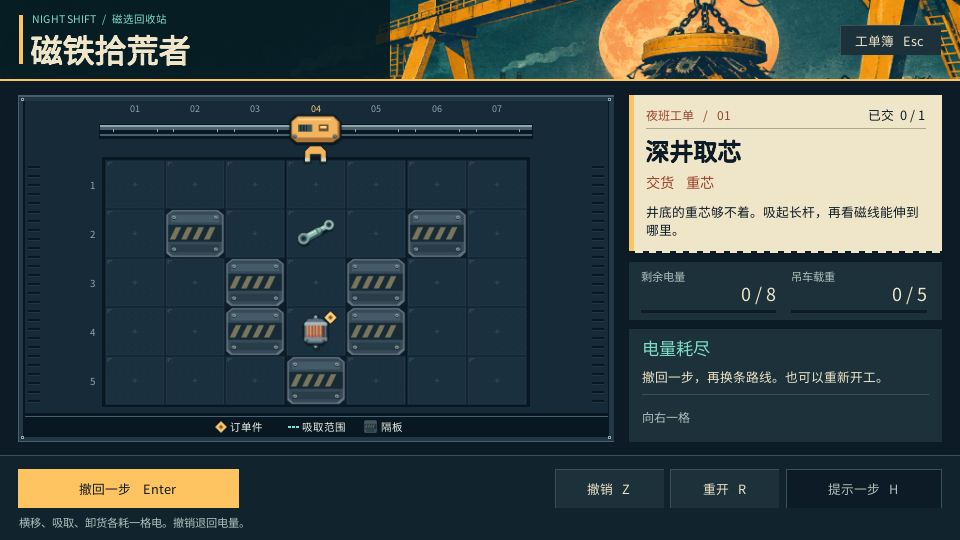 NIGHT SHIFT / 磁选回收站
磁铁拾荒者
工单簿 Esc
01 02 03 04 05 06 07
1
2
3
4
5
订单件 吸取范围 隔板
夜班工单 / 01 已交 0 / 1
深井取芯
交货 重芯
井底的重芯够不着。吸起长杆，再看磁线能伸到
哪里。
剩余电量 吊车载重
0 / 8 0 / 5
电量耗尽
撤回一步，再换条路线。也可以重新开工。
向右一格
撤回一步 Enter
撤销 Z
重开 R
提示一步 H
横移、吸取、卸货各耗一格电。撤销退回电量。